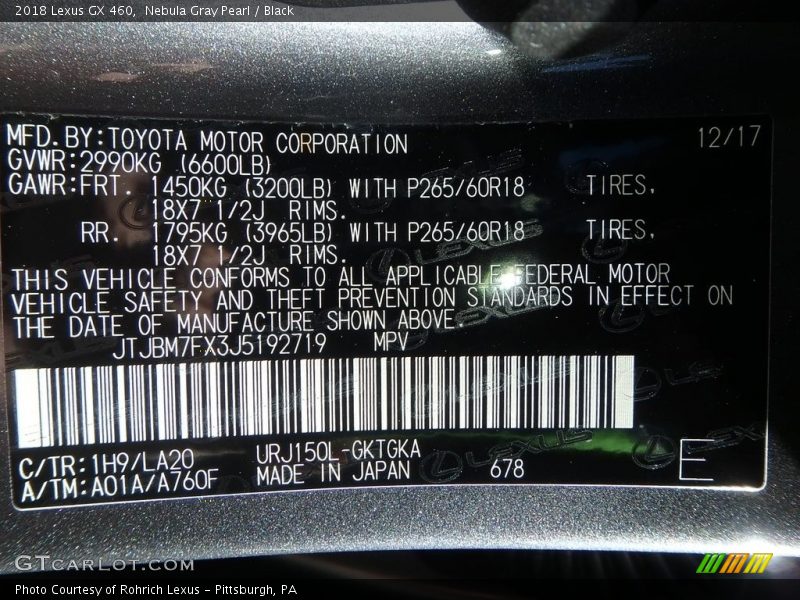 2018 Lexus GX 460, Nebula Gray Pearl / Black
12/17
MFD.BY:TOYOTA MOTOR CORPORATION
GVWR:2990KG (6600LB)
GAWR:FRT. 1450KG (3200LB) WITH P265/60R18 TIRES,
18X7 1/2J RIMS.
RR. 1795KG (3965LB) WITH P265/60R18 TIRES,
18X7 1/2J RIMS.
THIS VEHICLE CONFORMS TO ALL APPLICABLE FEDERAL MOTOR
VEHICLE SAFETY AND THEFT PREVENTION STANDARDS IN EFFECT ON
THE DATE OF MANUFACTURE SHOWN ABOVE.
JTJBM7FX3J5192719 MPV
C/TR:1H9/LA20 URJ150L-GKTGKA
A/TM:A01A/A760F MADE IN JAPAN 678 E
LEXUS
GTCARLOT.COM
Photo Courtesy of Rohrich Lexus - Pittsburgh, PA